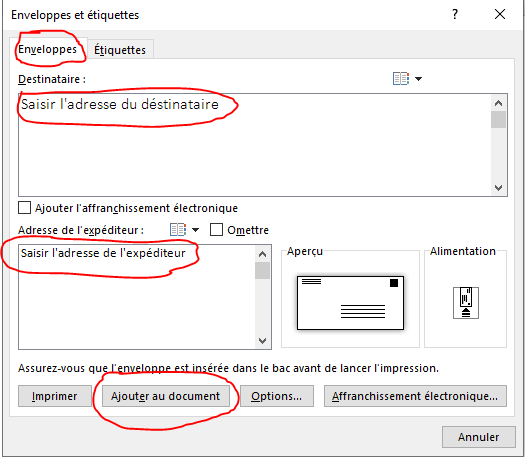 Enveloppes et étiquettes ?
Enveloppes Étiquettes
Destinataire :
Saisir l'adresse du déstinataire
Ajouter l'affranchissement électronique
Adresse de l'expéditeur : Omettre
Saisir l'adresse de l'expéditeur
Aperçu
Alimentation
Assurez-vous que l'enveloppe est insérée dans le bac avant de lancer l'impression.
Imprimer Ajouter au document Options... Affranchissement électronique...
Annuler